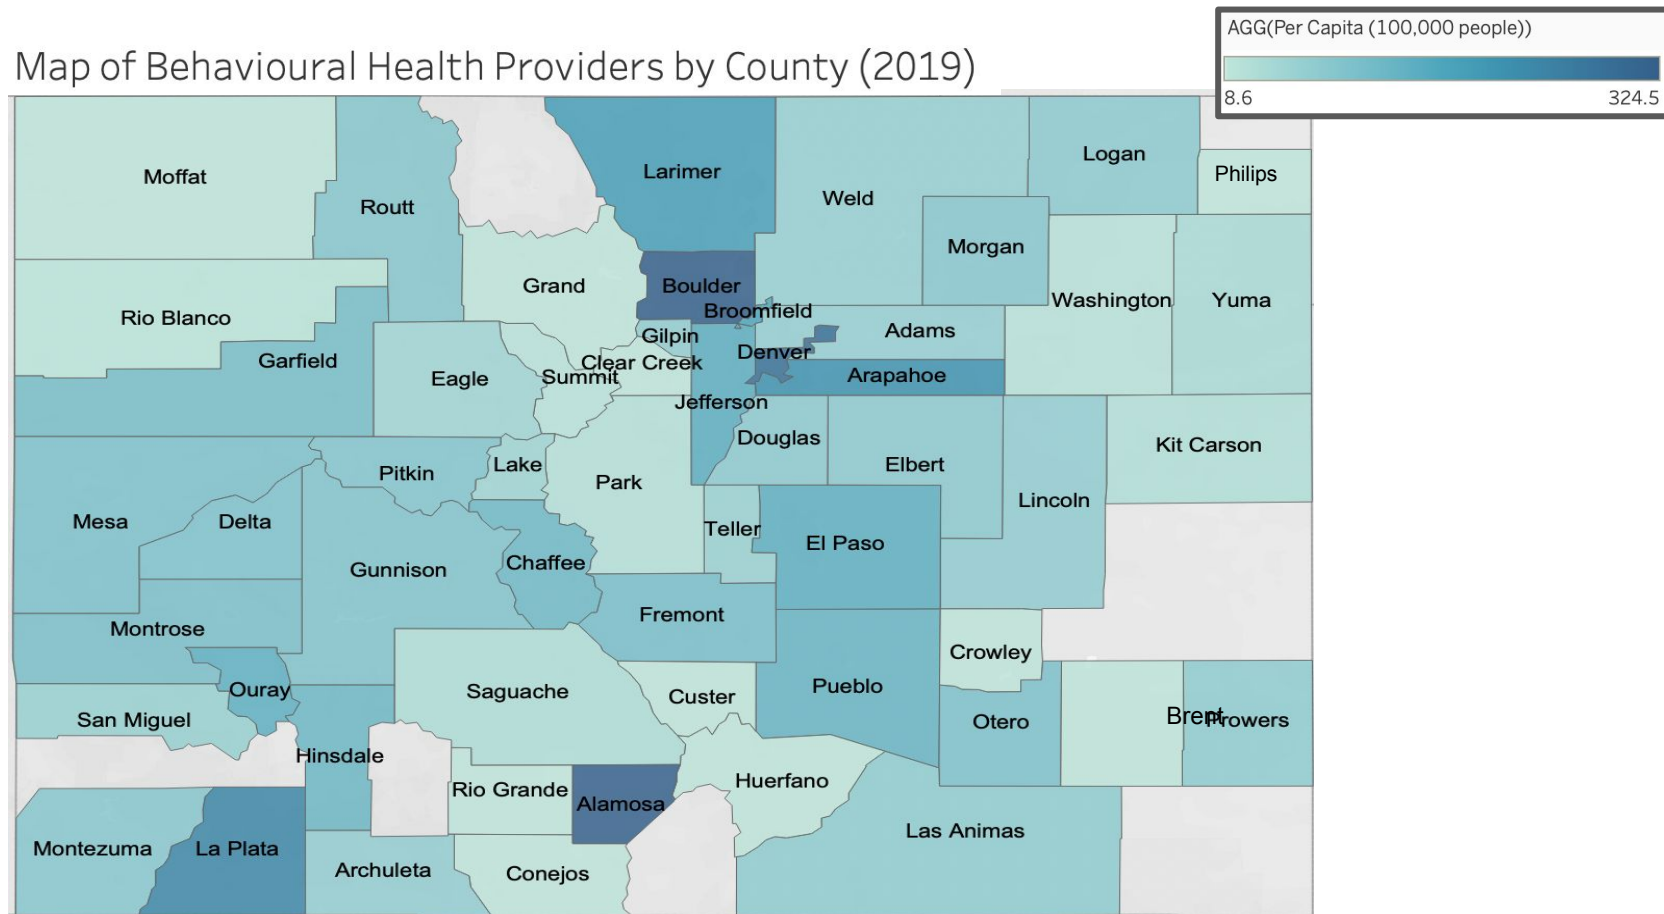 AGG(Per Capita (100,000 people))
8.6 324.5
Map of Behavioural Health Providers by County (2019)
Moffat
Routt
Larimer
Weld
Logan
Philips
Morgan
Grand
Boulder
Washington
Yuma
Rio Blanco
Broomfield
Gilpin
Adams
Garfield
Clear Creek
Denver
Eagle
Summit
Arapahoe
Jefferson
Douglas
Kit Carson
Lake
Elbert
Pitkin
Park
Lincoln
Mesa
Delta
Teller
El Paso
Gunnison
Chaffee
Fremont
Montrose
Crowley
Ouray
Saguache
Custer
Pueblo
San Miguel
Otero
Brent
Prowers
Hinsdale
Rio Grande
Alamosa
Huerfano
Las Animas
Montezuma
La Plata
Archuleta
Conejos